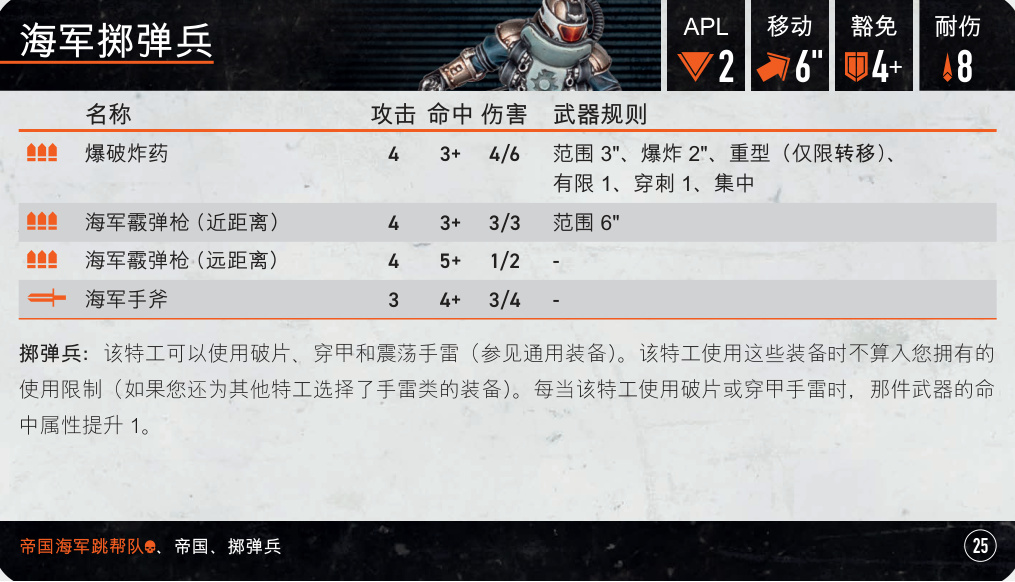 海军掷弹兵
APL 移动 豁免 耐伤
2 6" 4+ 8
名称 攻击 命中 伤害 武器规则
爆破炸药 4 3+ 4/6 范围 3"、爆炸 2"、重型（仅限转移）、
有限 1、穿刺 1、集中
海军霰弹枪（近距离） 4 3+ 3/3 范围 6"
海军霰弹枪（远距离） 4 5+ 1/2 -
海军手斧 3 4+ 3/4 -
掷弹兵：该特工可以使用破片、穿甲和震荡手雷（参见通用装备）。该特工使用这些装备时不算入您拥有的
使用限制（如果您还为其他特工选择了手雷类的装备）。每当该特工使用破片或穿甲手雷时，那件武器的命
中属性提升 1。
帝国海军跳帮队、帝国、掷弹兵
25